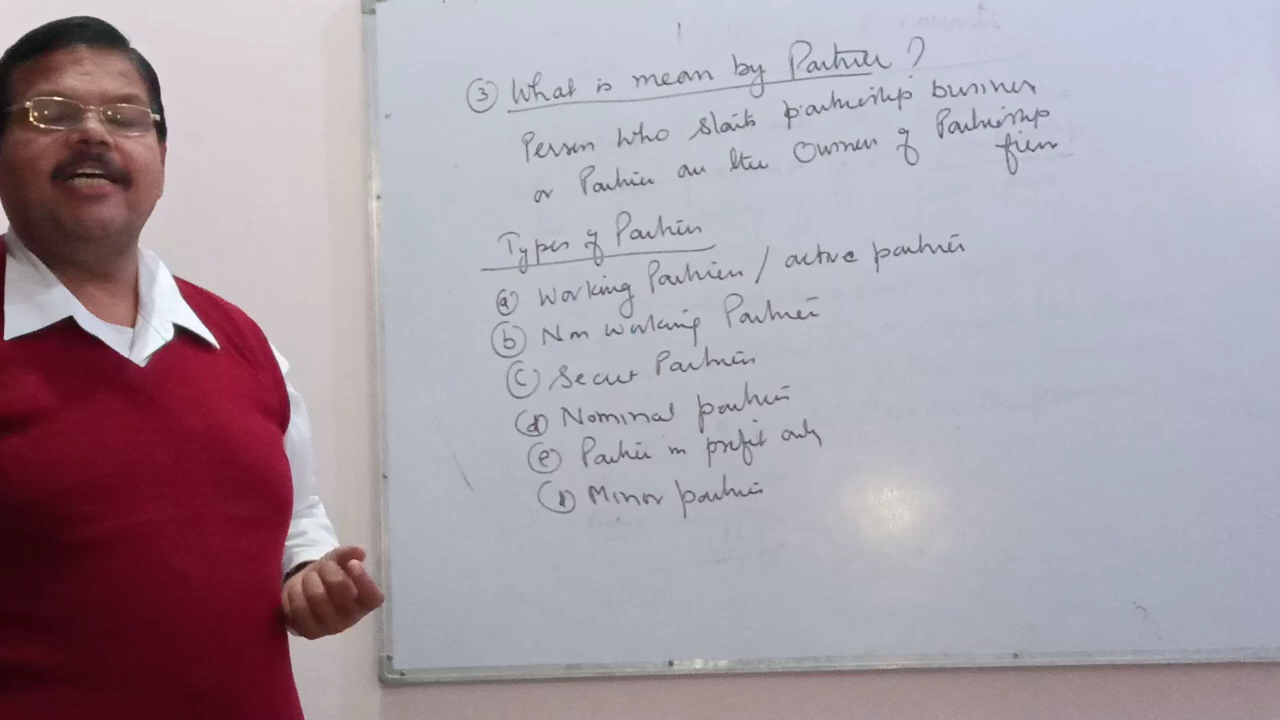 ③ What is mean by Partner ?
Person who starts partnership business
or Partner are the Owner of Partnership
firm
Types of Partner
ⓐ Working Partner / active partner
ⓑ Non working Partner
ⓒ Secret Partner
ⓓ Nominal partner
ⓔ Partner in profit only
Minor partner